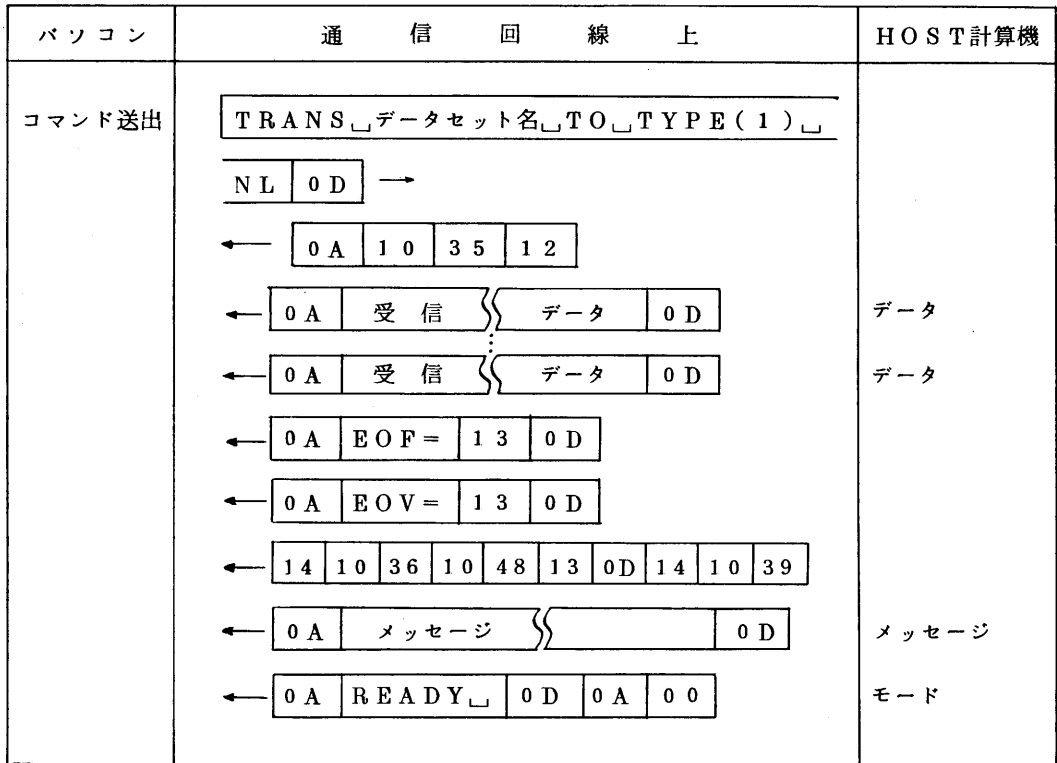 パソコン 通信回線上 HOST計算機
コマンド送出 TRANS␣データセット名␣TO␣TYPE(1)␣
NL 0D →
← 0A 10 35 12
← 0A 受信 データ 0D データ
← 0A 受信 データ 0D データ
← 0A EOF= 13 0D
← 0A EOV= 13 0D
← 14 10 36 10 48 13 0D 14 10 39
← 0A メッセージ 0D メッセージ
← 0A READY␣ 0D 0A 00 モード